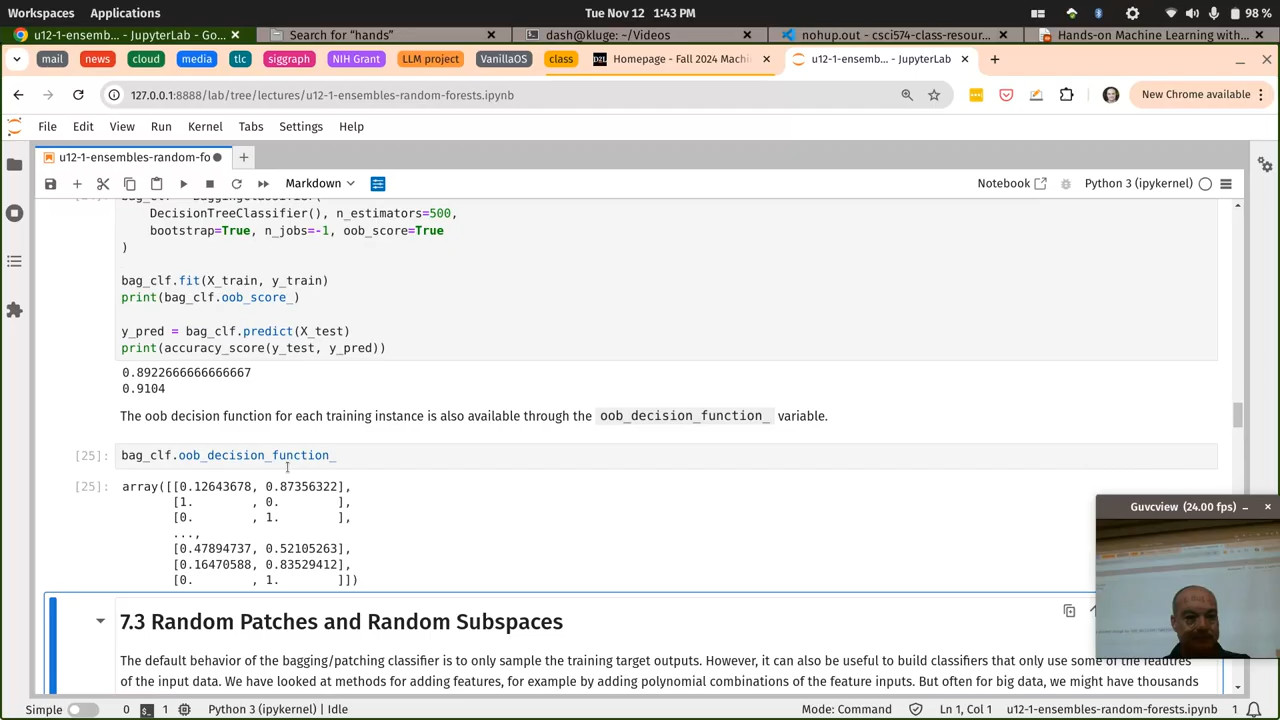 Workspaces Applications Tue Nov 12 1:43 PM 98 %
u12-1-ensemb... - JupyterLab - Go... Search for “hands” dash@kluge: ~/Videos nohup.out - csci574-class-resour... Hands-on Machine Learning with...
mail news cloud media tlc siggraph NIH Grant LLM project VanillaOS class DZL Homepage - Fall 2024 Machi u12-1-ensemb... - JupyterLab
127.0.0.1:8888/lab/tree/lectures/u12-1-ensembles-random-forests.ipynb New Chrome available
File Edit View Run Kernel Tabs Settings Help
u12-1-ensembles-random-fo
Markdown Notebook Python 3 (ipykernel)
DecisionTreeClassifier(), n_estimators=500,
bootstrap=True, n_jobs=-1, oob_score=True
)
bag_clf.fit(X_train, y_train)
print(bag_clf.oob_score_)
y_pred = bag_clf.predict(X_test)
print(accuracy_score(y_test, y_pred))
0.8922666666666667
0.9104
The oob decision function for each training instance is also available through the oob_decision_function_ variable.
[25] bag_clf.oob_decision_function_
[25] array([[0.12643678, 0.87356322],
[1. , 0. ],
[0. , 1. ],
...,
[0.47894737, 0.52105263],
[0.16470588, 0.83529412],
[0. , 1. ]])
Guvcview (24.00 fps)
7.3 Random Patches and Random Subspaces
The default behavior of the bagging/patching classifier is to only sample the training target outputs. However, it can also be useful to build classifiers that only use some of the featires
of the input data. We have looked at methods for adding features, for example by adding polynomial combinations of the feature inputs. But often for big data, we might have thousands
Simple 0 1 Python 3 (ipykernel) | Idle Mode: Command Ln 1, Col 1 u12-1-ensembles-random-forests.ipynb 1